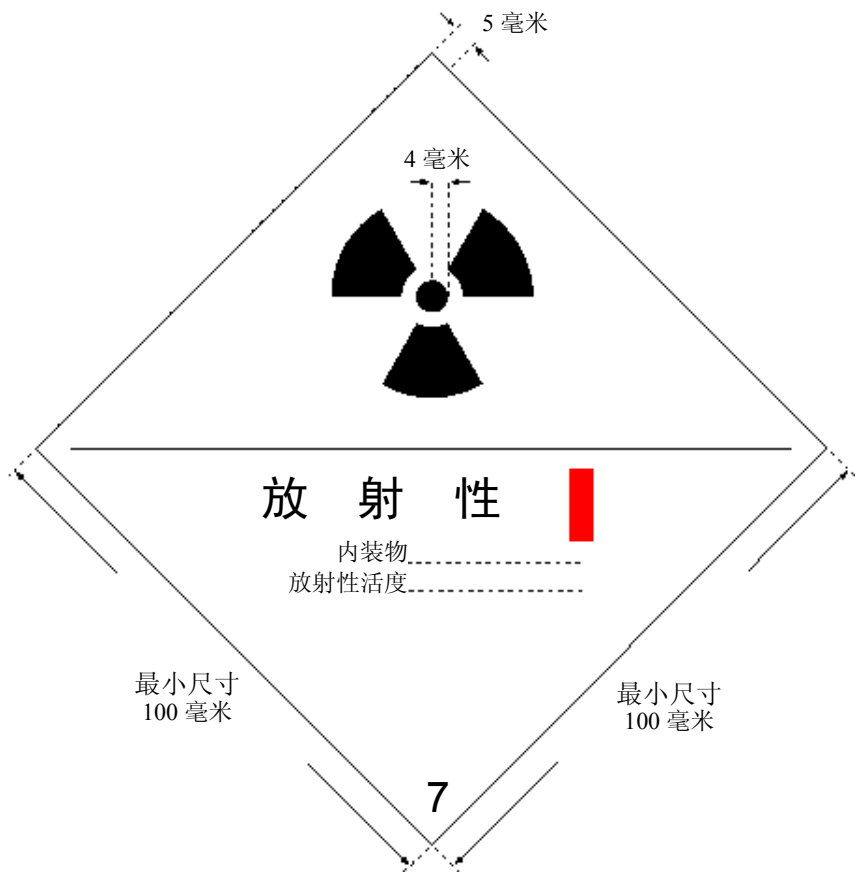 5 毫米
4 毫米
放 射 性
内装物
放射性活度
最小尺寸
100 毫米
最小尺寸
100 毫米
7